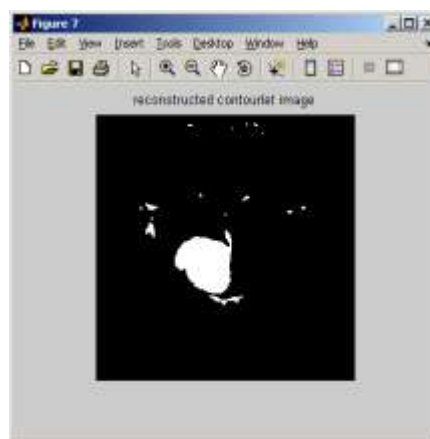 Figure 7
File Edit View Insert Tools Desktop Window Help
reconstructed contourlet image